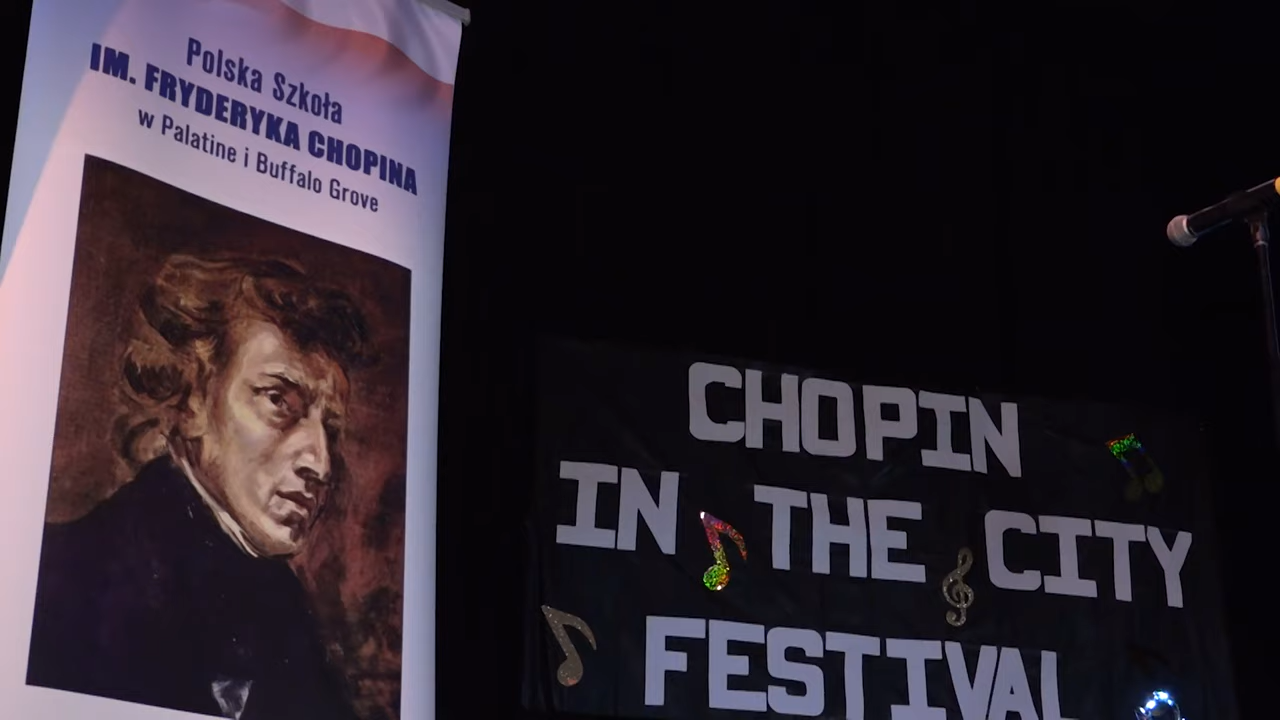 Polska Szkoła
IM. FRYDERYKA CHOPINA
w Palatine i Buffalo Grove
CHOPIN
IN THE CITY
FESTIVAL